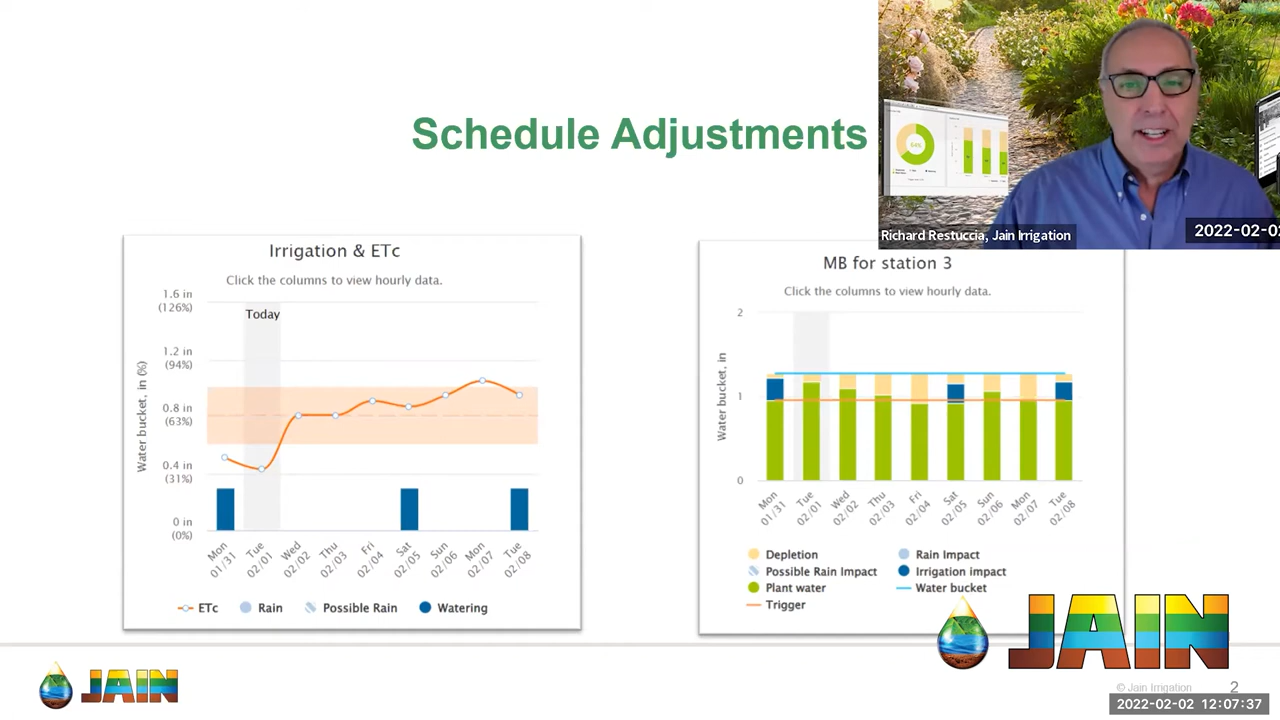 Schedule Adjustments
64%
Richard Restuccia, Jain Irrigation
2022-02-02
Irrigation & ETc
Click the columns to view hourly data.
1.6 in
(126%)
1.2 in
(94%)
0.8 in
(63%)
0.4 in
(31%)
0 in
(0%)
Water bucket, in (%)
Today
Mon 01/31
Tue 02/01
Wed 02/02
Thu 02/03
Fri 02/04
Sat 02/05
Sun 02/06
Mon 02/07
Tue 02/08
ETc Rain Possible Rain Watering
MB for station 3
Click the columns to view hourly data.
2
1
0
Water bucket, in
Mon 01/31
Tue 02/01
Wed 02/02
Thu 02/03
Fri 02/04
Sat 02/05
Sun 02/06
Mon 02/07
Tue 02/08
Depletion Rain Impact
Possible Rain Impact Irrigation impact
Plant water Water bucket
Trigger
JAIN
JAIN
© Jain Irrigation 2
2022-02-02 12:07:37